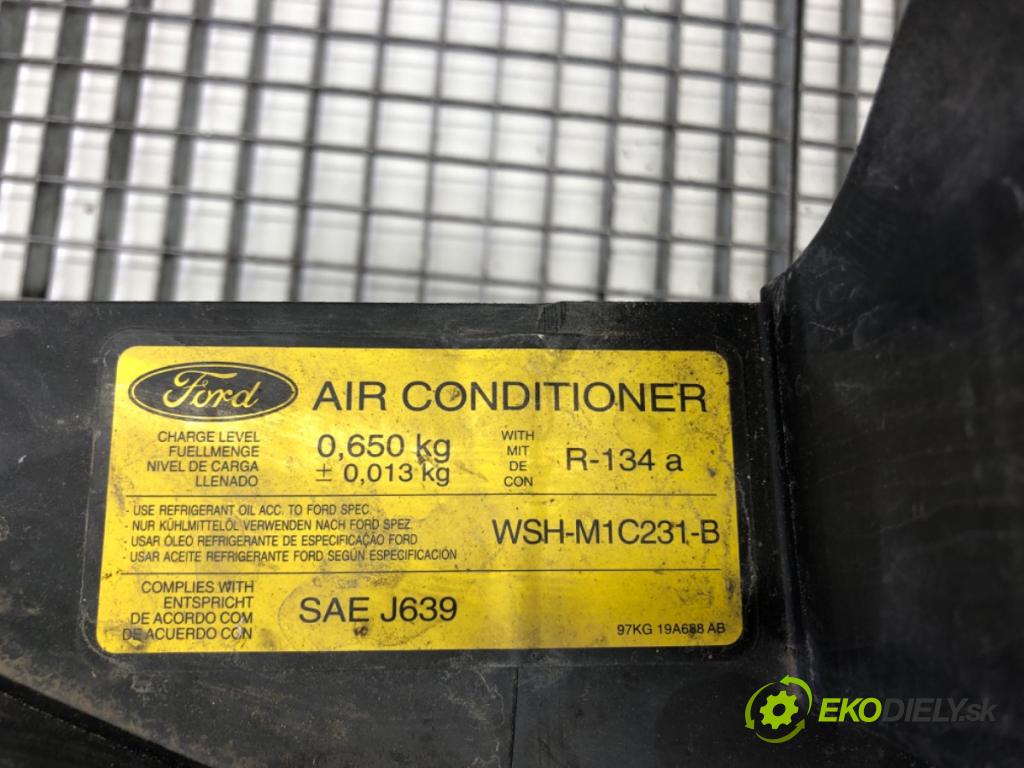 Ford
AIR CONDITIONER
CHARGE LEVEL
FUELLMENGE
NIVEL DE CARGA
LLENADO
0,650 kg
± 0,013 kg
WITH
MIT
DE
CON
R-134 a
- USE REFRIGERANT OIL ACC. TO FORD SPEC.
- NUR KÜHLMITTELÖL VERWENDEN NACH FORD SPEZ.
- USAR ÓLEO REFRIGERANTE DE ESPECIFICAÇÃO FORD
- USAR ACEITE REFRIGERANTE FORD SEGÚN ESPECIFICACIÓN
WSH-M1C231-B
COMPLIES WITH
ENTSPRICHT
DE ACORDO COM
DE ACUERDO CON
SAE J639
97KG 19A688 AB
EKODIELY.sk